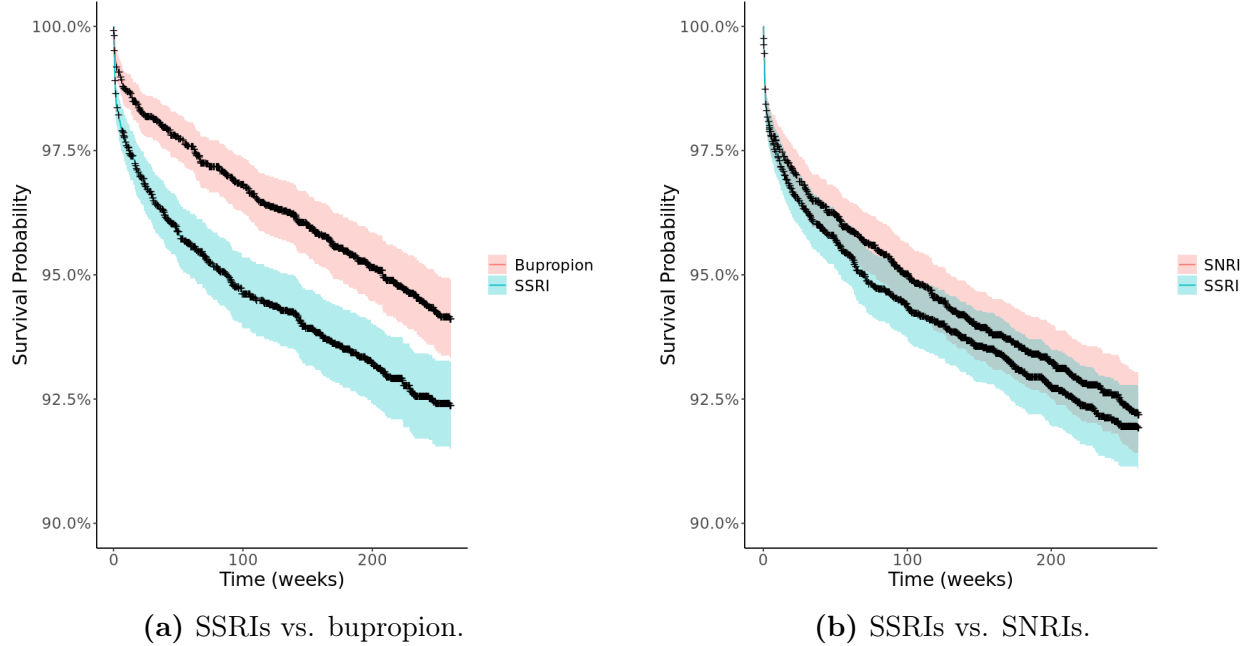 100.0%
97.5%
95.0%
92.5%
90.0%
Survival Probability
0
100
200
Time (weeks)
Bupropion
SSRI
(a) SSRIs vs. bupropion.
100.0%
97.5%
95.0%
92.5%
90.0%
Survival Probability
0
100
200
Time (weeks)
SNRI
SSRI
(b) SSRIs vs. SNRIs.